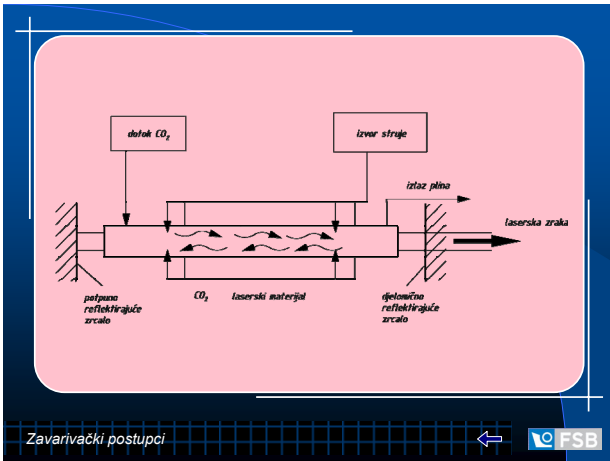 dotok CO₂
izvor struje
izlaz plina
laserska zraka
potpuno
reflektirajuće
zrcalo
CO₂
laserski materijal
djelomično
reflektirajuće
zrcalo
Zavarivački postupci
FSB